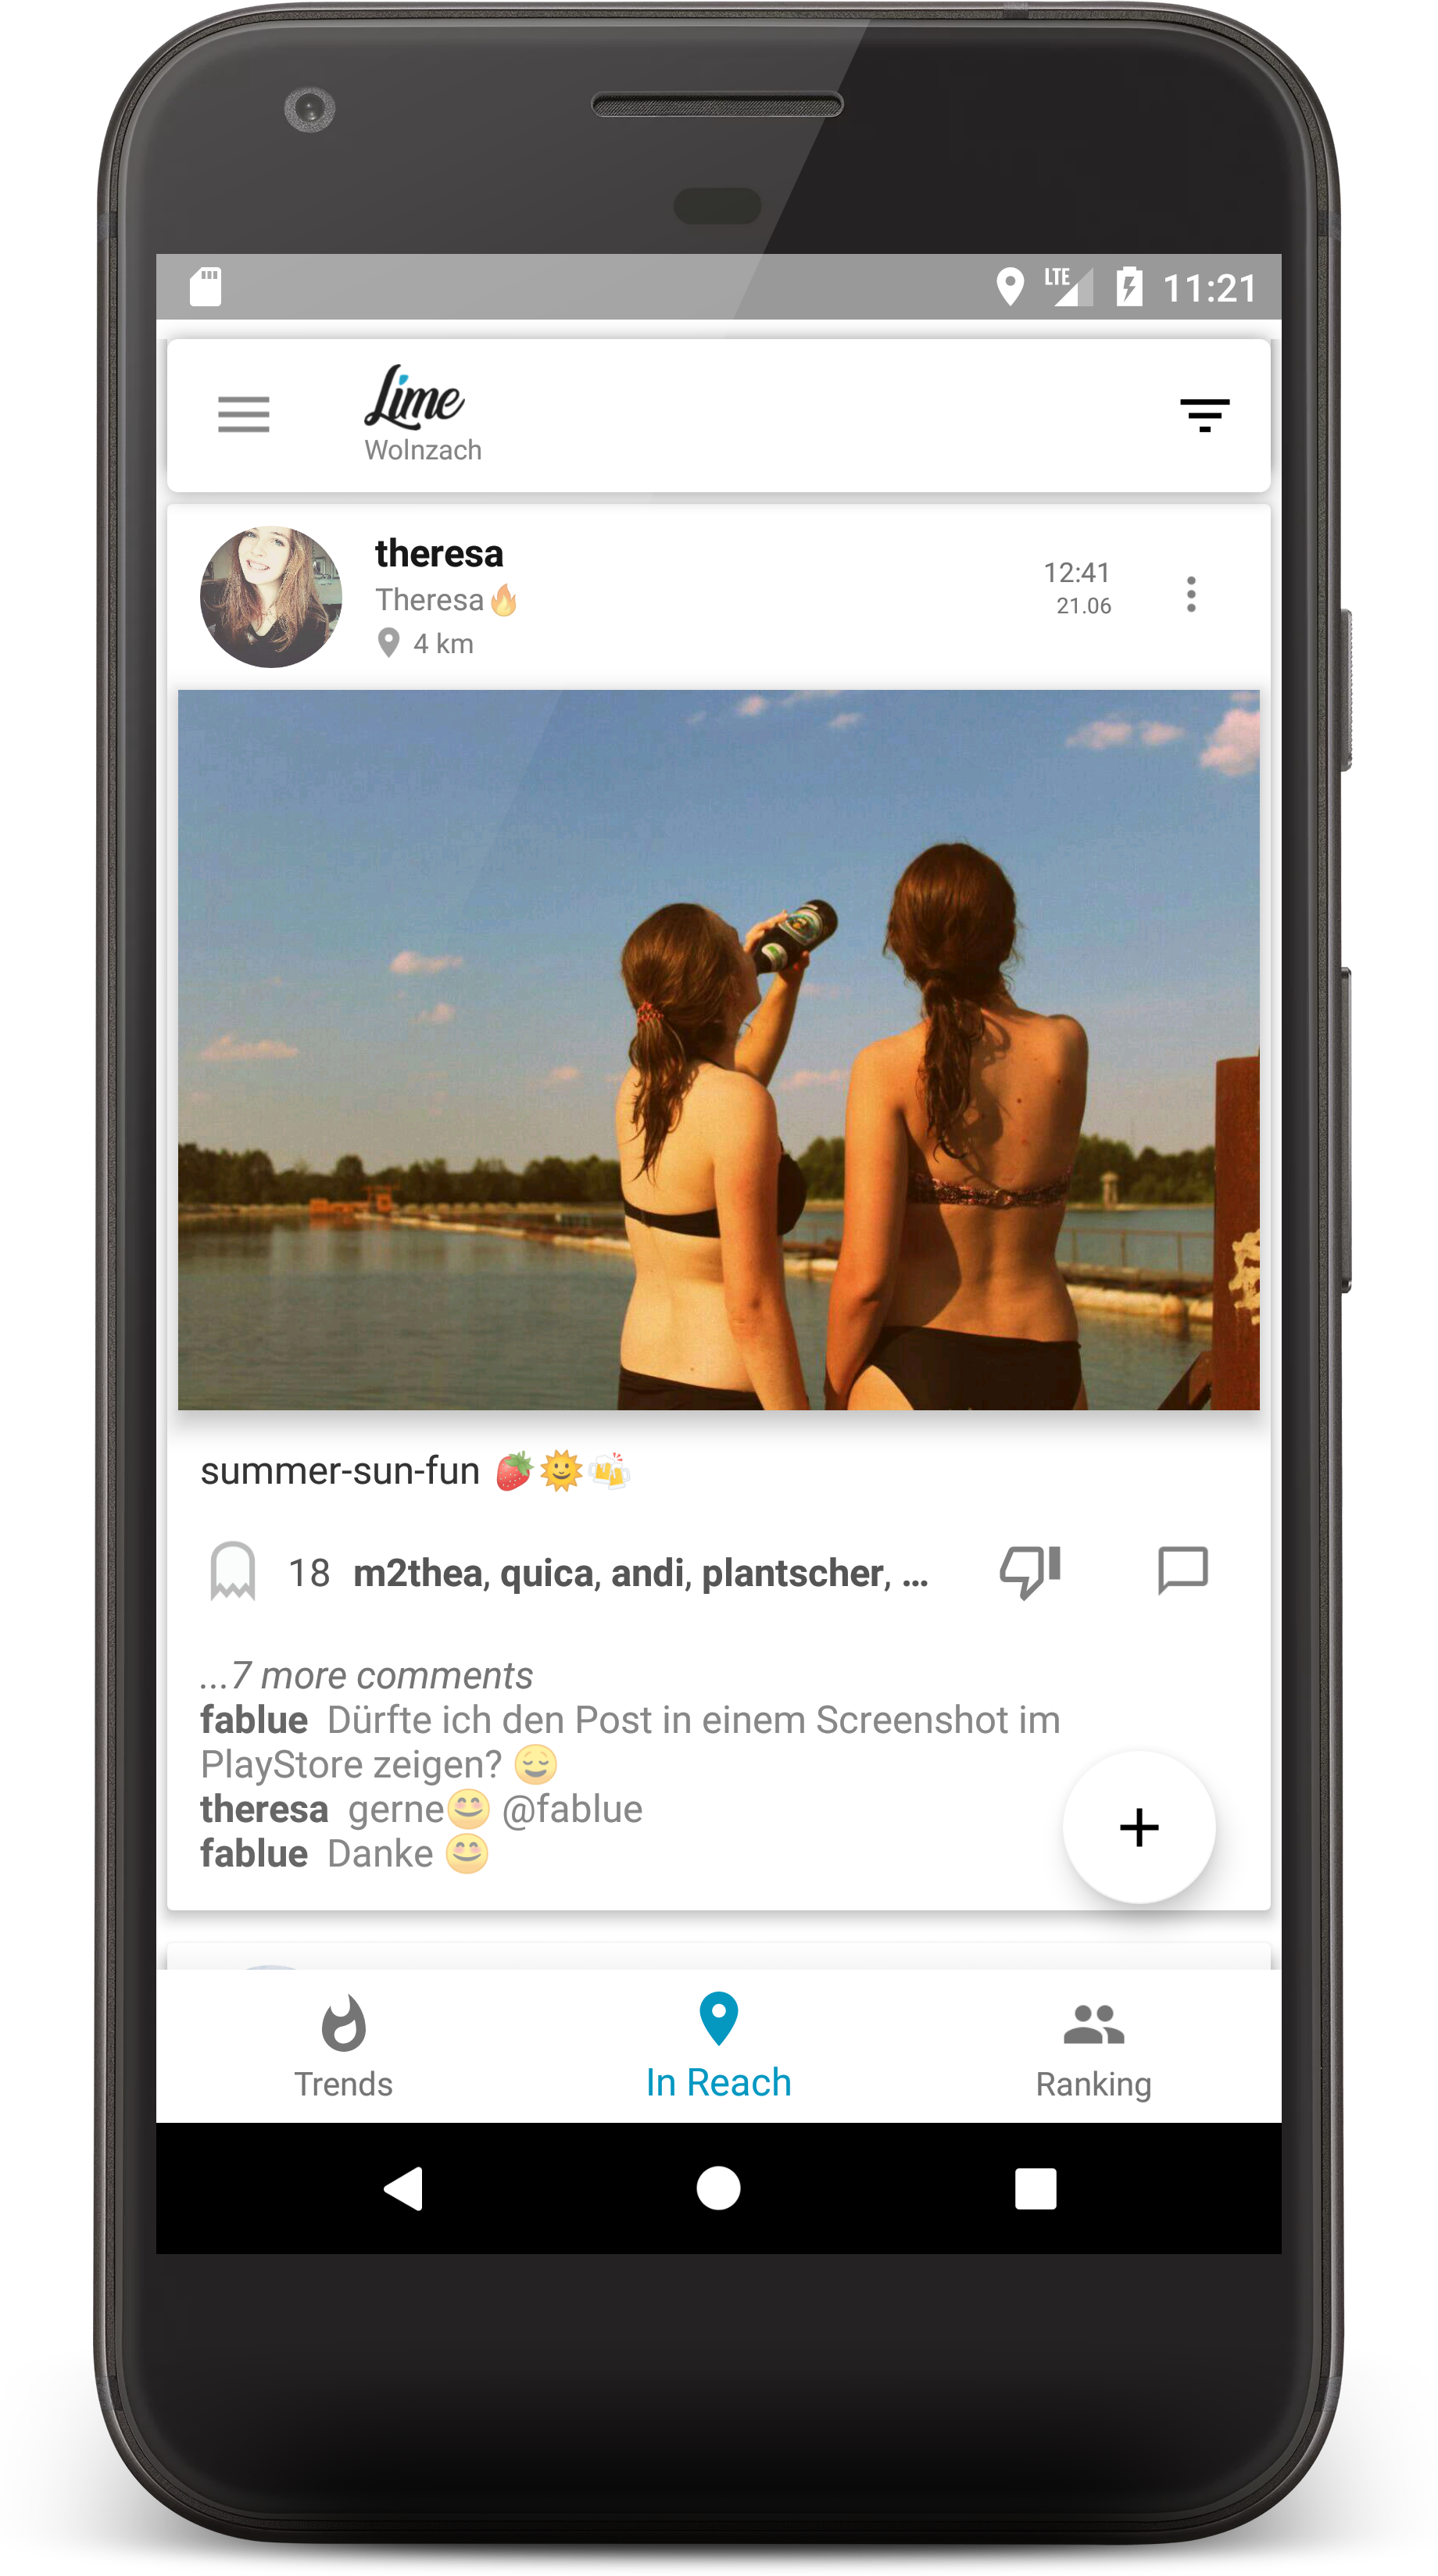 LTE 11:21
Lime
Wolnzach
theresa
Theresa🔥
4 km
12:41
21.06
summer-sun-fun 🍓🌞🍻
18 m2thea, quica, andi, plantscher, ...
...7 more comments
fablue Dürfte ich den Post in einem Screenshot im
PlayStore zeigen? 😌
theresa gerne😊 @fablue
fablue Danke 😊
Trends
In Reach
Ranking